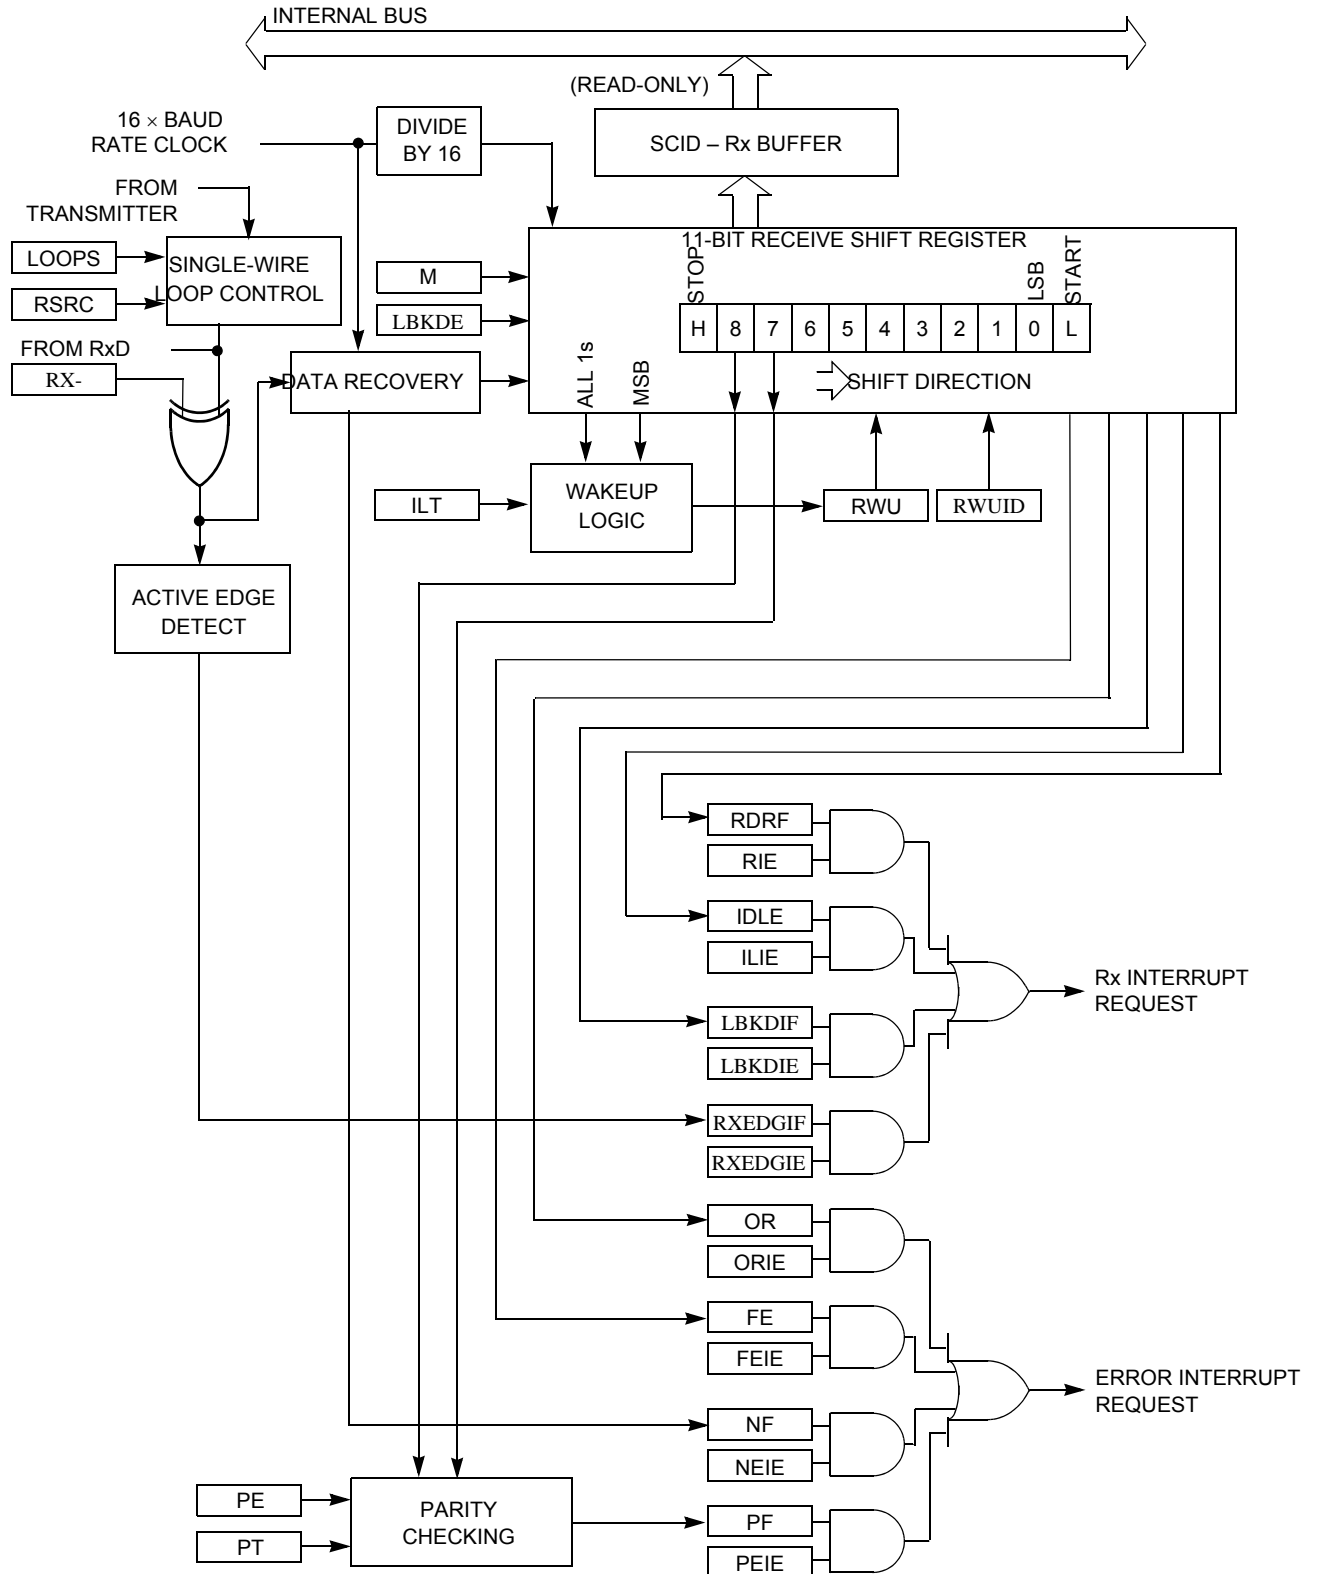 INTERNAL BUS
(READ-ONLY)
16 × BAUD
RATE CLOCK
DIVIDE
BY 16
SCID – Rx BUFFER
FROM
TRANSMITTER
LOOPS
RSRC
SINGLE-WIRE
LOOP CONTROL
11-BIT RECEIVE SHIFT REGISTER
STOP
LSB
START
M
LBKDE
H 8 7 6 5 4 3 2 1 0 L
FROM RxD
RX-
DATA RECOVERY
ALL 1s
MSB
SHIFT DIRECTION
ILT
WAKEUP
LOGIC
RWU
RWUID
ACTIVE EDGE
DETECT
RDRF
RIE
IDLE
ILIE
Rx INTERRUPT
REQUEST
LBKDIF
LBKDIE
RXEDGIF
RXEDGIE
OR
ORIE
FE
FEIE
ERROR INTERRUPT
REQUEST
NF
NEIE
PE
PT
PARITY
CHECKING
PF
PEIE